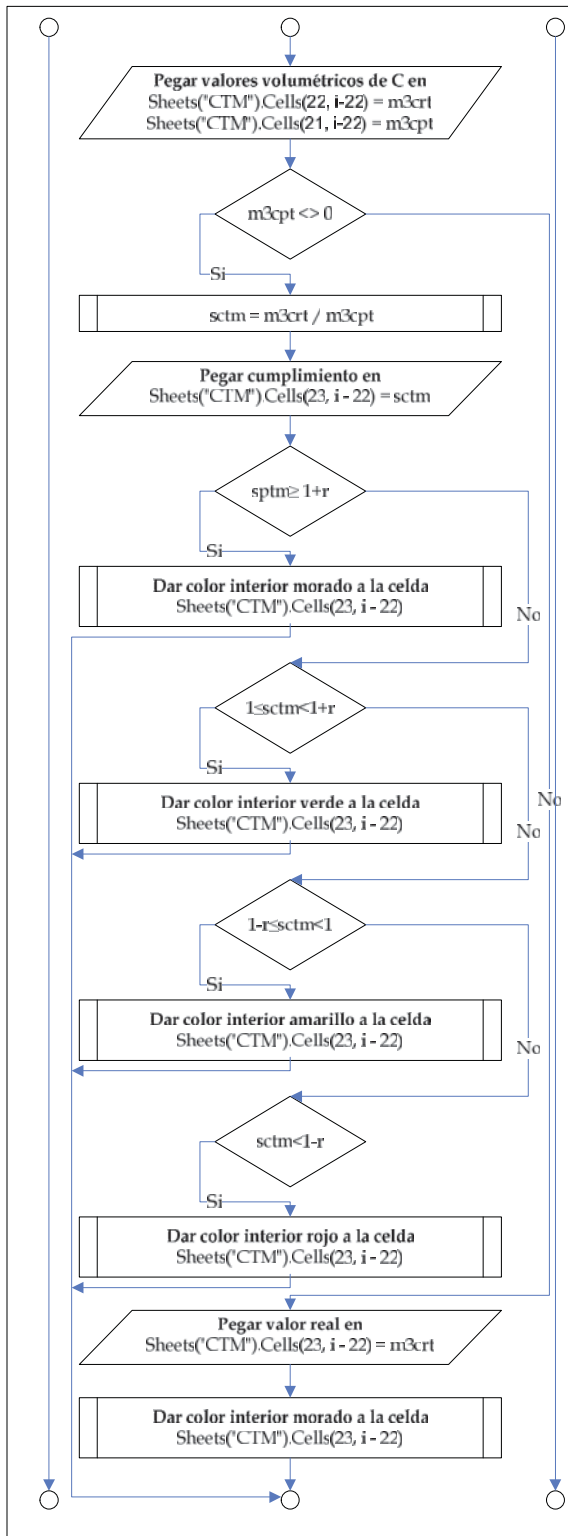 Pegar valores volumétricos de C en
Sheets("CTM").Cells(22, i-22) = m3crt
Sheets("CTM").Cells(21, i-22) = m3cpt
m3cpt <> 0
Si
sctm = m3crt / m3cpt
Pegar cumplimiento en
Sheets("CTM").Cells(23, i - 22) = sctm
sptm≥ 1+r
Si
Dar color interior morado a la celda
Sheets("CTM").Cells(23, i - 22)
No
1≤sctm<1+r
Si
Dar color interior verde a la celda
Sheets("CTM").Cells(23, i - 22)
No
No
1-r≤sctm<1
Si
Dar color interior amarillo a la celda
Sheets("CTM").Cells(23, i - 22)
No
sctm<1-r
Si
Dar color interior rojo a la celda
Sheets("CTM").Cells(23, i - 22)
Pegar valor real en
Sheets("CTM").Cells(23, i - 22) = m3crt
Dar color interior morado a la celda
Sheets("CTM").Cells(23, i - 22)